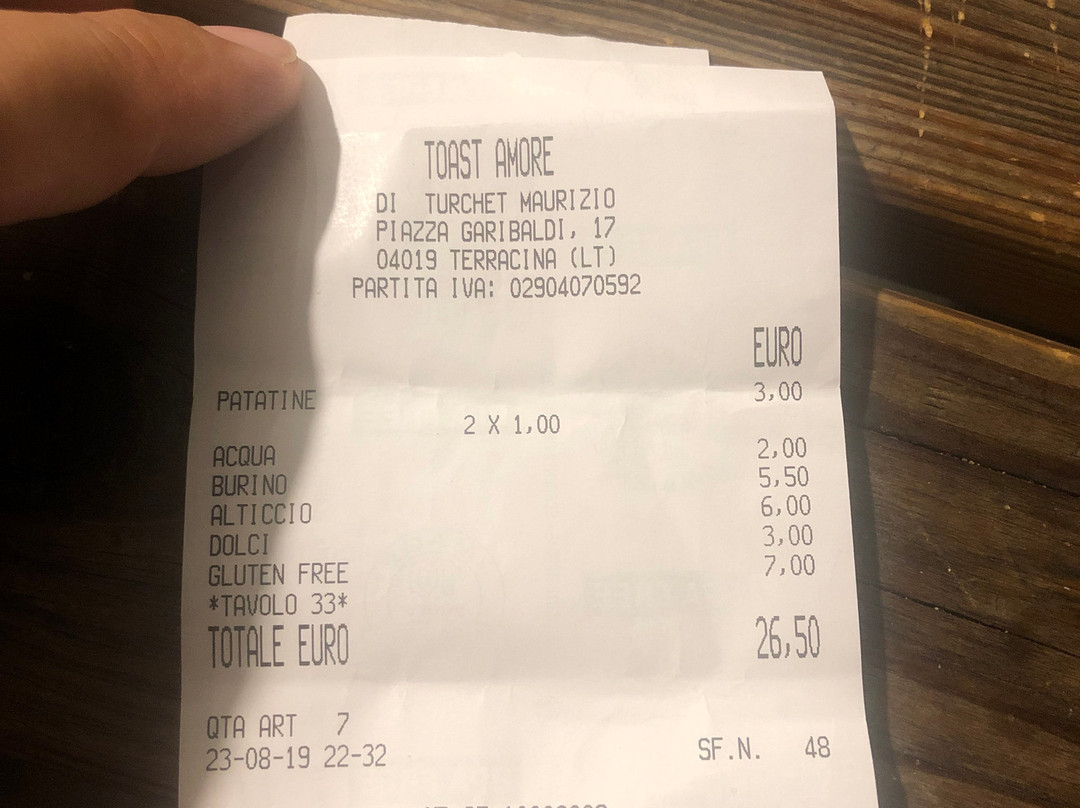 TOAST AMORE
DI TURCHET MAURIZIO
PIAZZA GARIBALDI, 17
04019 TERRACINA (LT)
PARTITA IVA: 02904070592
EURO
PATATINE 3,00
2 X 1,00
ACQUA 2,00
BURINO 5,50
ALTICCIO 6,00
DOLCI 3,00
GLUTEN FREE 7,00
*TAVOLO 33*
TOTALE EURO 26,50
QTA ART 7
23-08-19 22-32 SF.N. 48